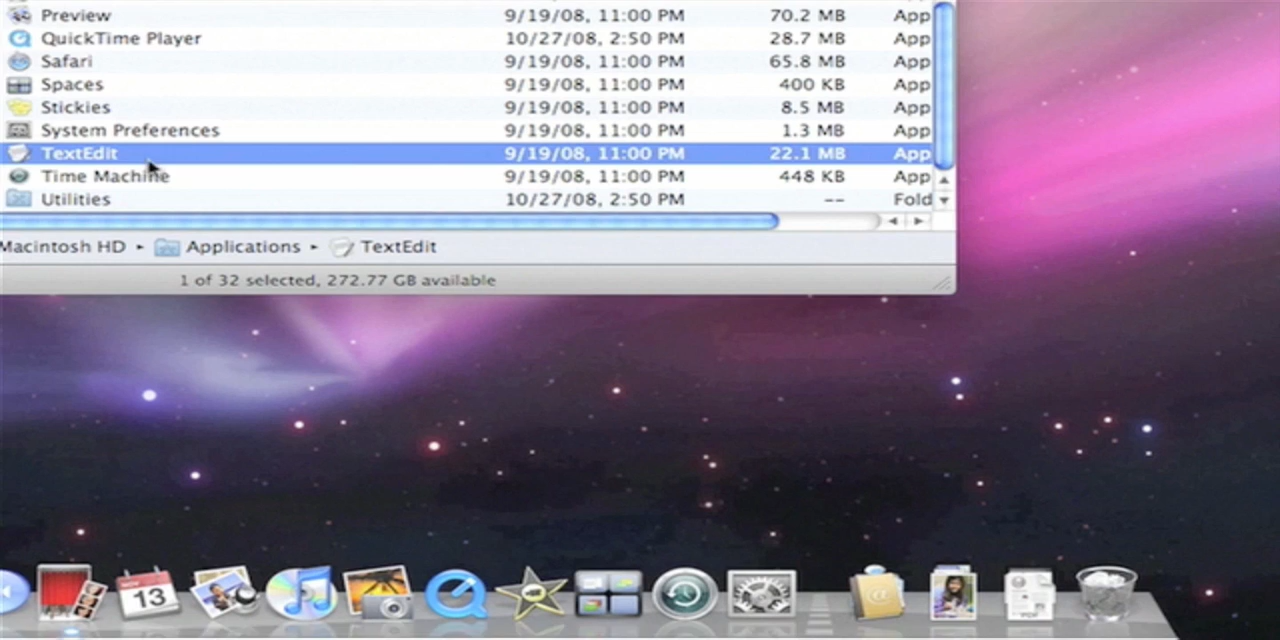 Preview 9/19/08, 11:00 PM 70.2 MB App
QuickTime Player 10/27/08, 2:50 PM 28.7 MB App
Safari 9/19/08, 11:00 PM 65.8 MB App
Spaces 9/19/08, 11:00 PM 400 KB App
Stickies 9/19/08, 11:00 PM 8.5 MB App
System Preferences 9/19/08, 11:00 PM 1.3 MB App
TextEdit 9/19/08, 11:00 PM 22.1 MB App
Time Machine 9/19/08, 11:00 PM 448 KB App
Utilities 10/27/08, 2:50 PM -- Fold
Macintosh HD ▸ Applications ▸ TextEdit
1 of 32 selected, 272.77 GB available
13